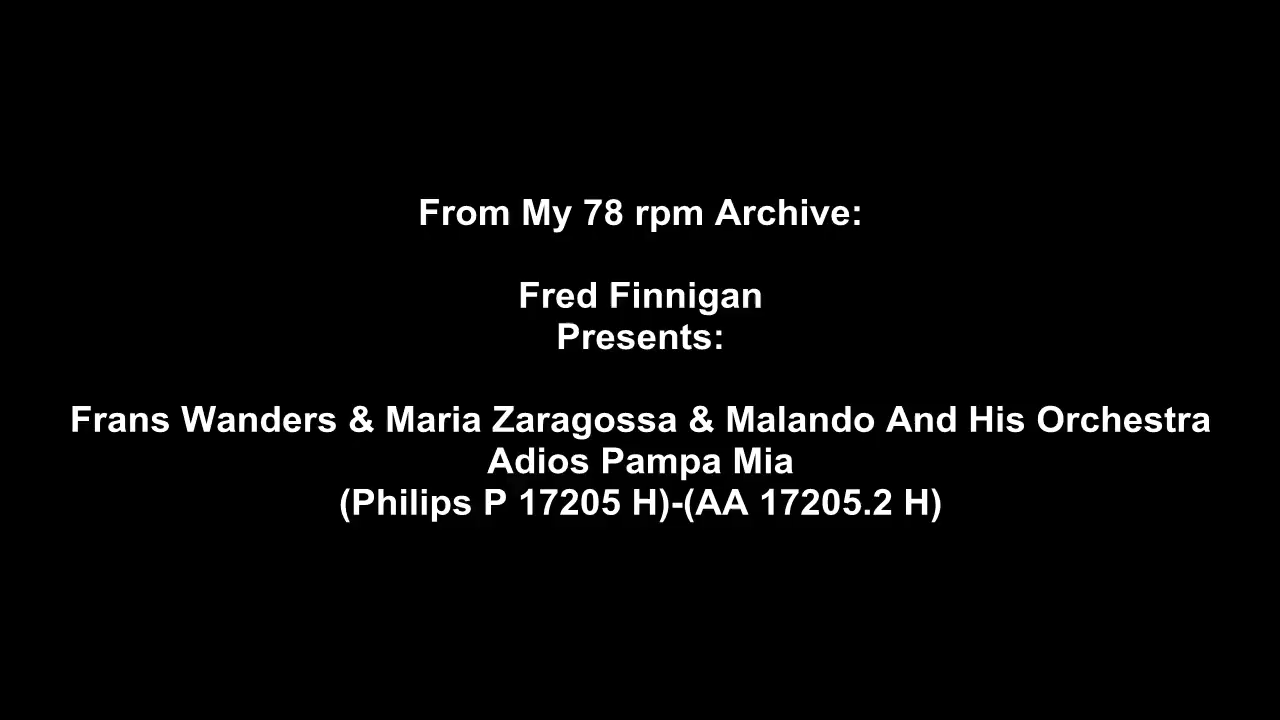 From My 78 rpm Archive:
Fred Finnigan
Presents:
Frans Wanders & Maria Zaragossa & Malando And His Orchestra
Adios Pampa Mia
(Philips P 17205 H)-(AA 17205.2 H)